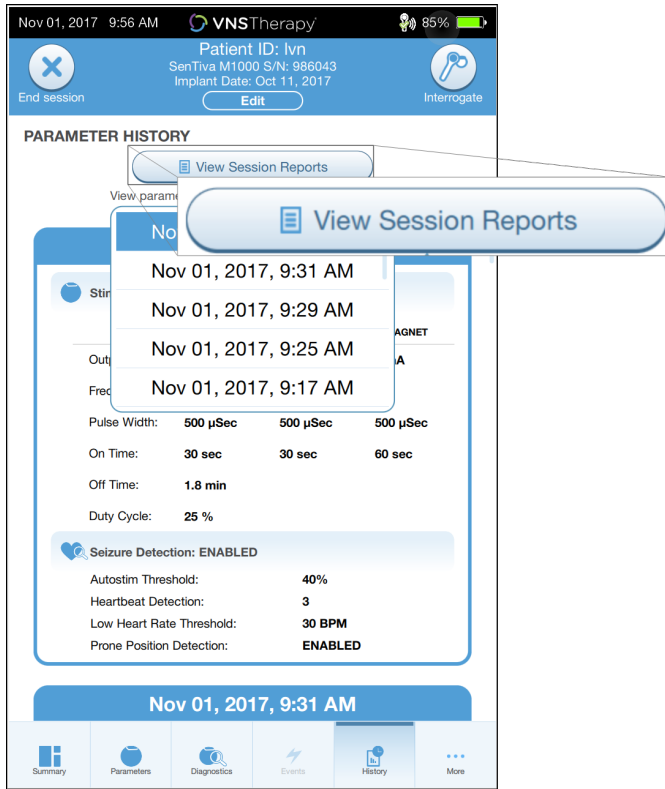 Nov 01, 2017 9:56 AM VNSTherapy 85%
Patient ID: lvn
SenTiva M1000 S/N: 986043
Implant Date: Oct 11, 2017
End session Edit Interrogate
PARAMETER HISTORY
View Session Reports
View Session Reports
View parame
No
Nov 01, 2017, 9:31 AM
Nov 01, 2017, 9:29 AM
Nov 01, 2017, 9:25 AM
Nov 01, 2017, 9:17 AM
Stin
AGNET
Outp A
Freq
Pulse Width: 500 µSec 500 µSec 500 µSec
On Time: 30 sec 30 sec 60 sec
Off Time: 1.8 min
Duty Cycle: 25 %
Seizure Detection: ENABLED
Autostim Threshold: 40%
Heartbeat Detection: 3
Low Heart Rate Threshold: 30 BPM
Prone Position Detection: ENABLED
Nov 01, 2017, 9:31 AM
Summary Parameters Diagnostics Events History More